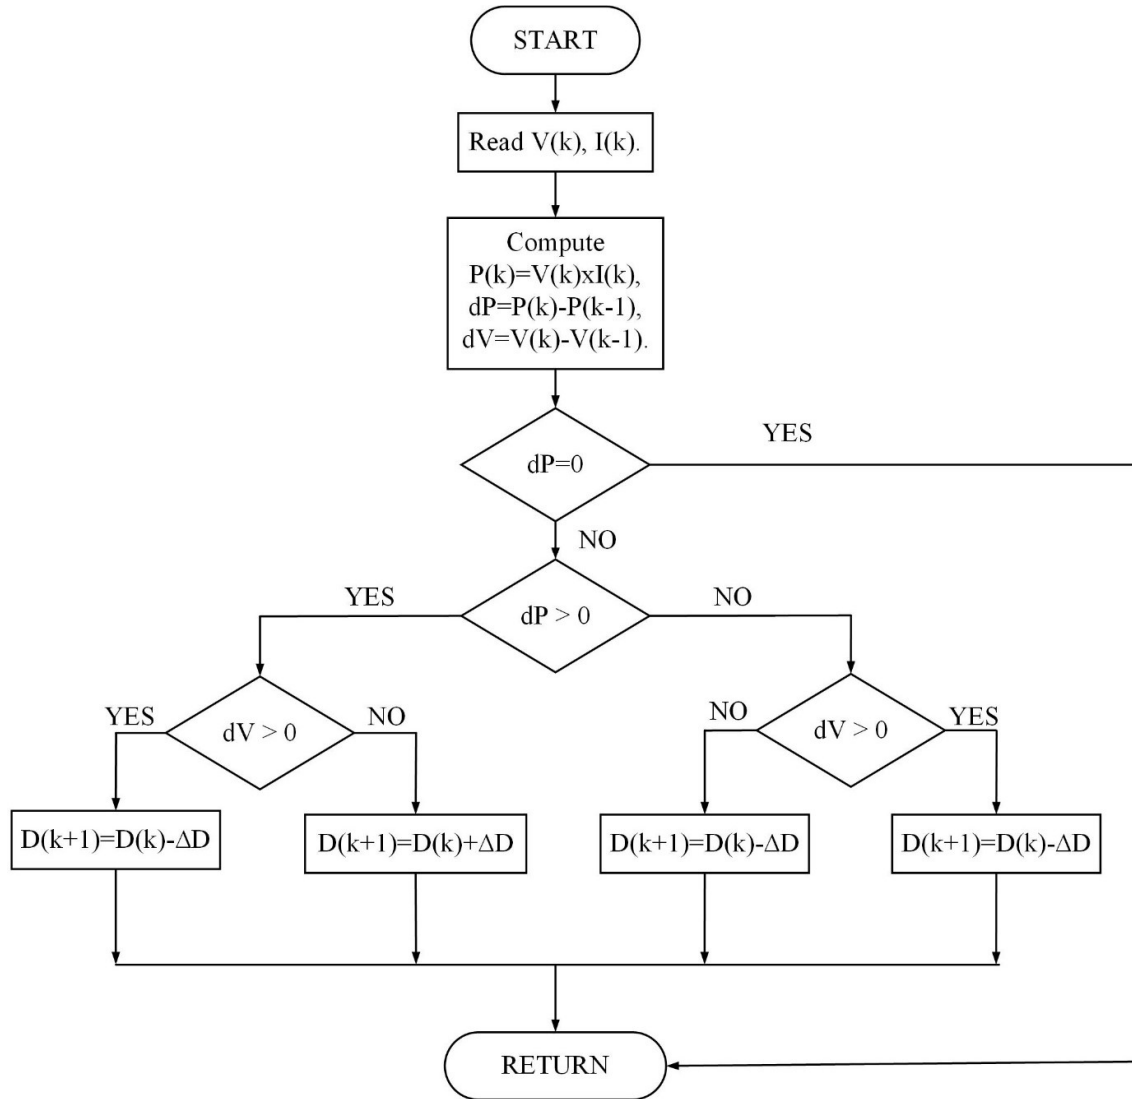 START
Read V(k), I(k).
Compute
P(k)=V(k)xI(k),
dP=P(k)-P(k-1),
dV=V(k)-V(k-1).
YES
dP=0
NO
YES
NO
dP > 0
YES
NO
NO
YES
dV > 0
dV > 0
D(k+1)=D(k)-ΔD
D(k+1)=D(k)+ΔD
D(k+1)=D(k)-ΔD
D(k+1)=D(k)-ΔD
RETURN